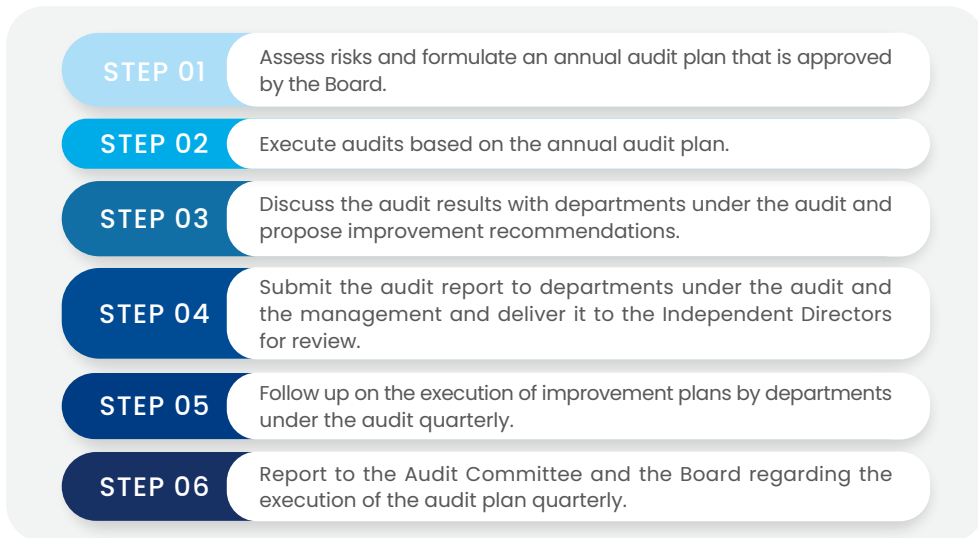 STEP 01
Assess risks and formulate an annual audit plan that is approved
by the Board.
STEP 02
Execute audits based on the annual audit plan.
STEP 03
Discuss the audit results with departments under the audit and
propose improvement recommendations.
STEP 04
Submit the audit report to departments under the audit and
the management and deliver it to the Independent Directors
for review.
STEP 05
Follow up on the execution of improvement plans by departments
under the audit quarterly.
STEP 06
Report to the Audit Committee and the Board regarding the
execution of the audit plan quarterly.